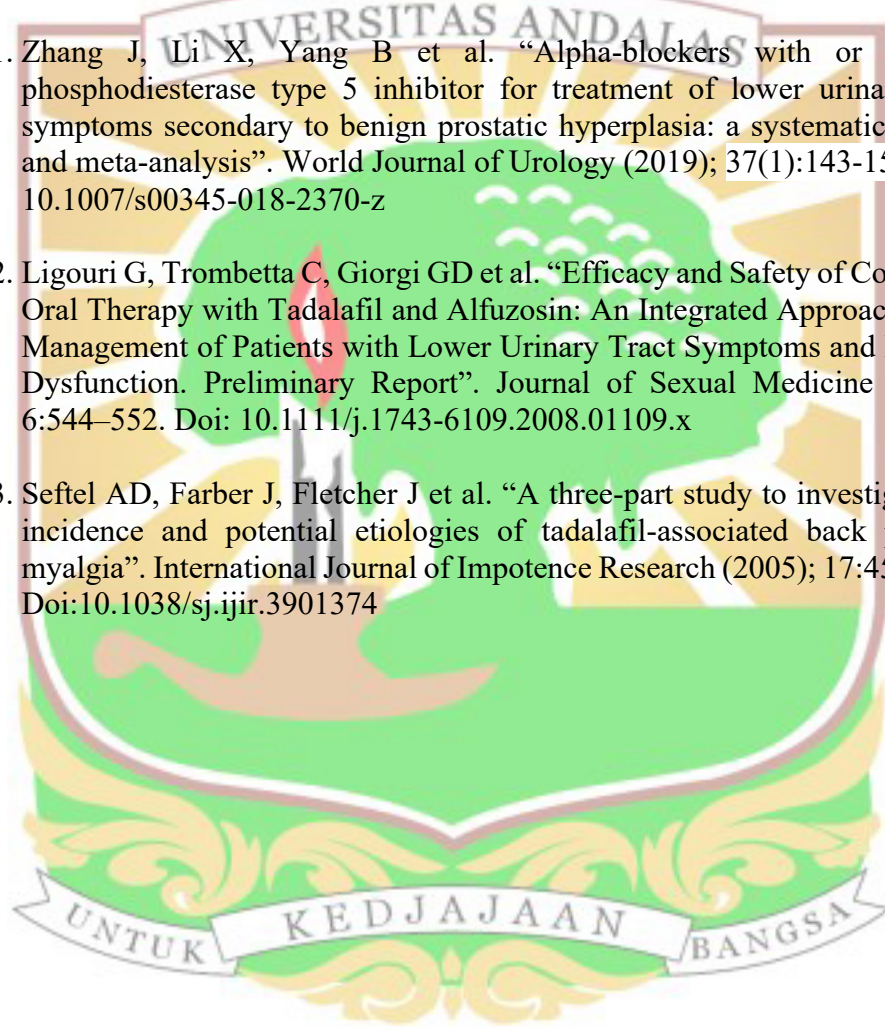 UNIVERSITAS ANDALAS
. Zhang J, Li X, Yang B et al. “Alpha-blockers with or
phosphodiesterase type 5 inhibitor for treatment of lower
symptoms secondary to benign prostatic hyperplasia: a systematic
and meta-analysis”. World Journal of Urology (2019); 37(1):143-15
10.1007/s00345-018-2370-z
2. Ligouri G, Trombetta C, Giorgi GD et al. “Efficacy and Safety of
Oral Therapy with Tadalafil and Alfuzosin: An Integrated
Management of Patients with Lower Urinary Tract Symptoms and
Dysfunction. Preliminary Report”. Journal of Sexual Medicine
6:544–552. Doi: 10.1111/j.1743-6109.2008.01109.x
3. Seftel AD, Farber J, Fletcher J et al. “A three-part study to
incidence and potential etiologies of tadalafil-associated back
myalgia”. International Journal of Impotence Research (2005); 17:45
Doi:10.1038/sj.ijir.3901374
UNTUK KEDJAJAAN BANGSA